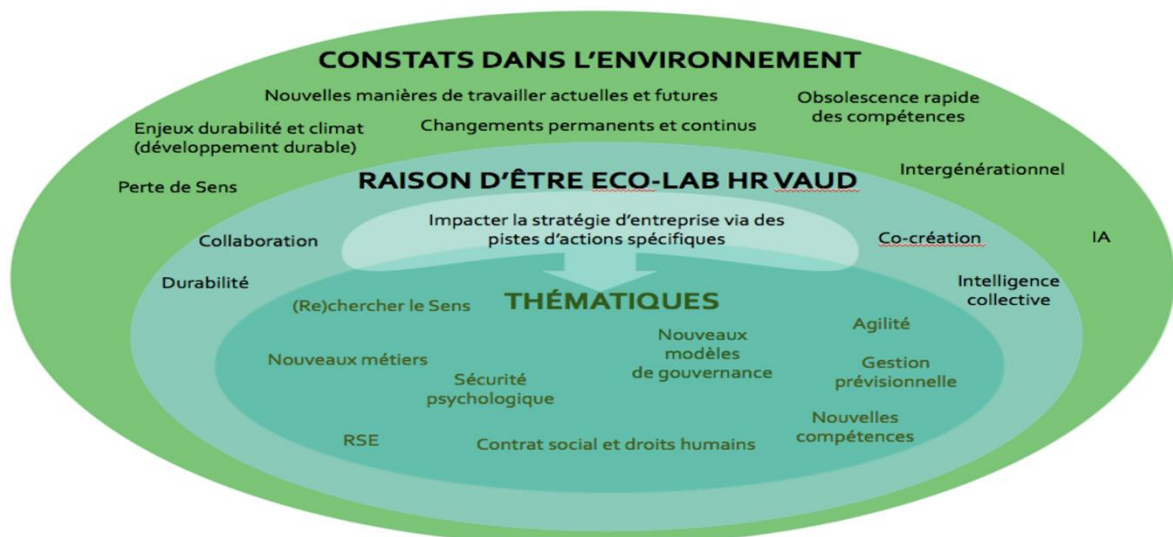 CONSTATS DANS L'ENVIRONNEMENT
Nouvelles manières de travailler actuelles et futures
Obsolescence rapide
des compétences
Enjeux durabilité et climat
(développement durable)
Changements permanents et continus
Perte de Sens
Intergénérationnel
IA
RAISON D'ÊTRE ECO-LAB HR VAUD
Impacter la stratégie d'entreprise via des
pistes d'actions spécifiques
Collaboration
Co-création
Durabilité
Intelligence
collective
THÉMATIQUES
(Re)chercher le Sens
Agilité
Nouveaux métiers
Nouveaux
modèles
de gouvernance
Gestion
prévisionnelle
Sécurité
psychologique
Nouvelles
compétences
RSE
Contrat social et droits humains